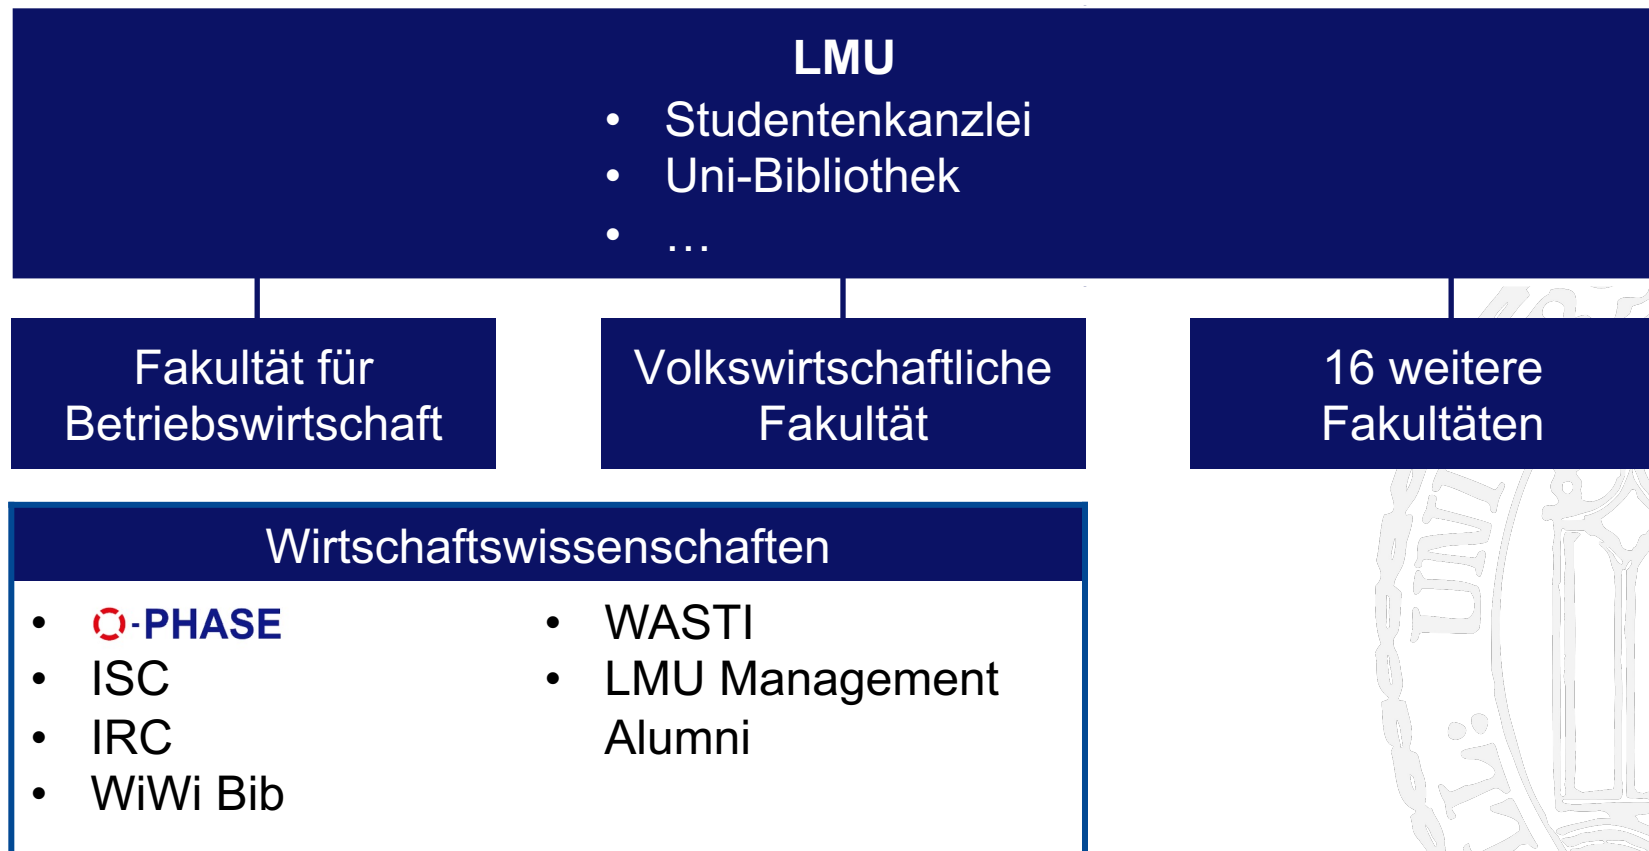 LMU
• Studentenkanzlei
• Uni-Bibliothek
• …
Fakultät für
Betriebswirtschaft
Volkswirtschaftliche
Fakultät
16 weitere
Fakultäten
Wirtschaftswissenschaften
• O-PHASE
• ISC
• IRC
• WiWi Bib
• WASTI
• LMU Management
Alumni